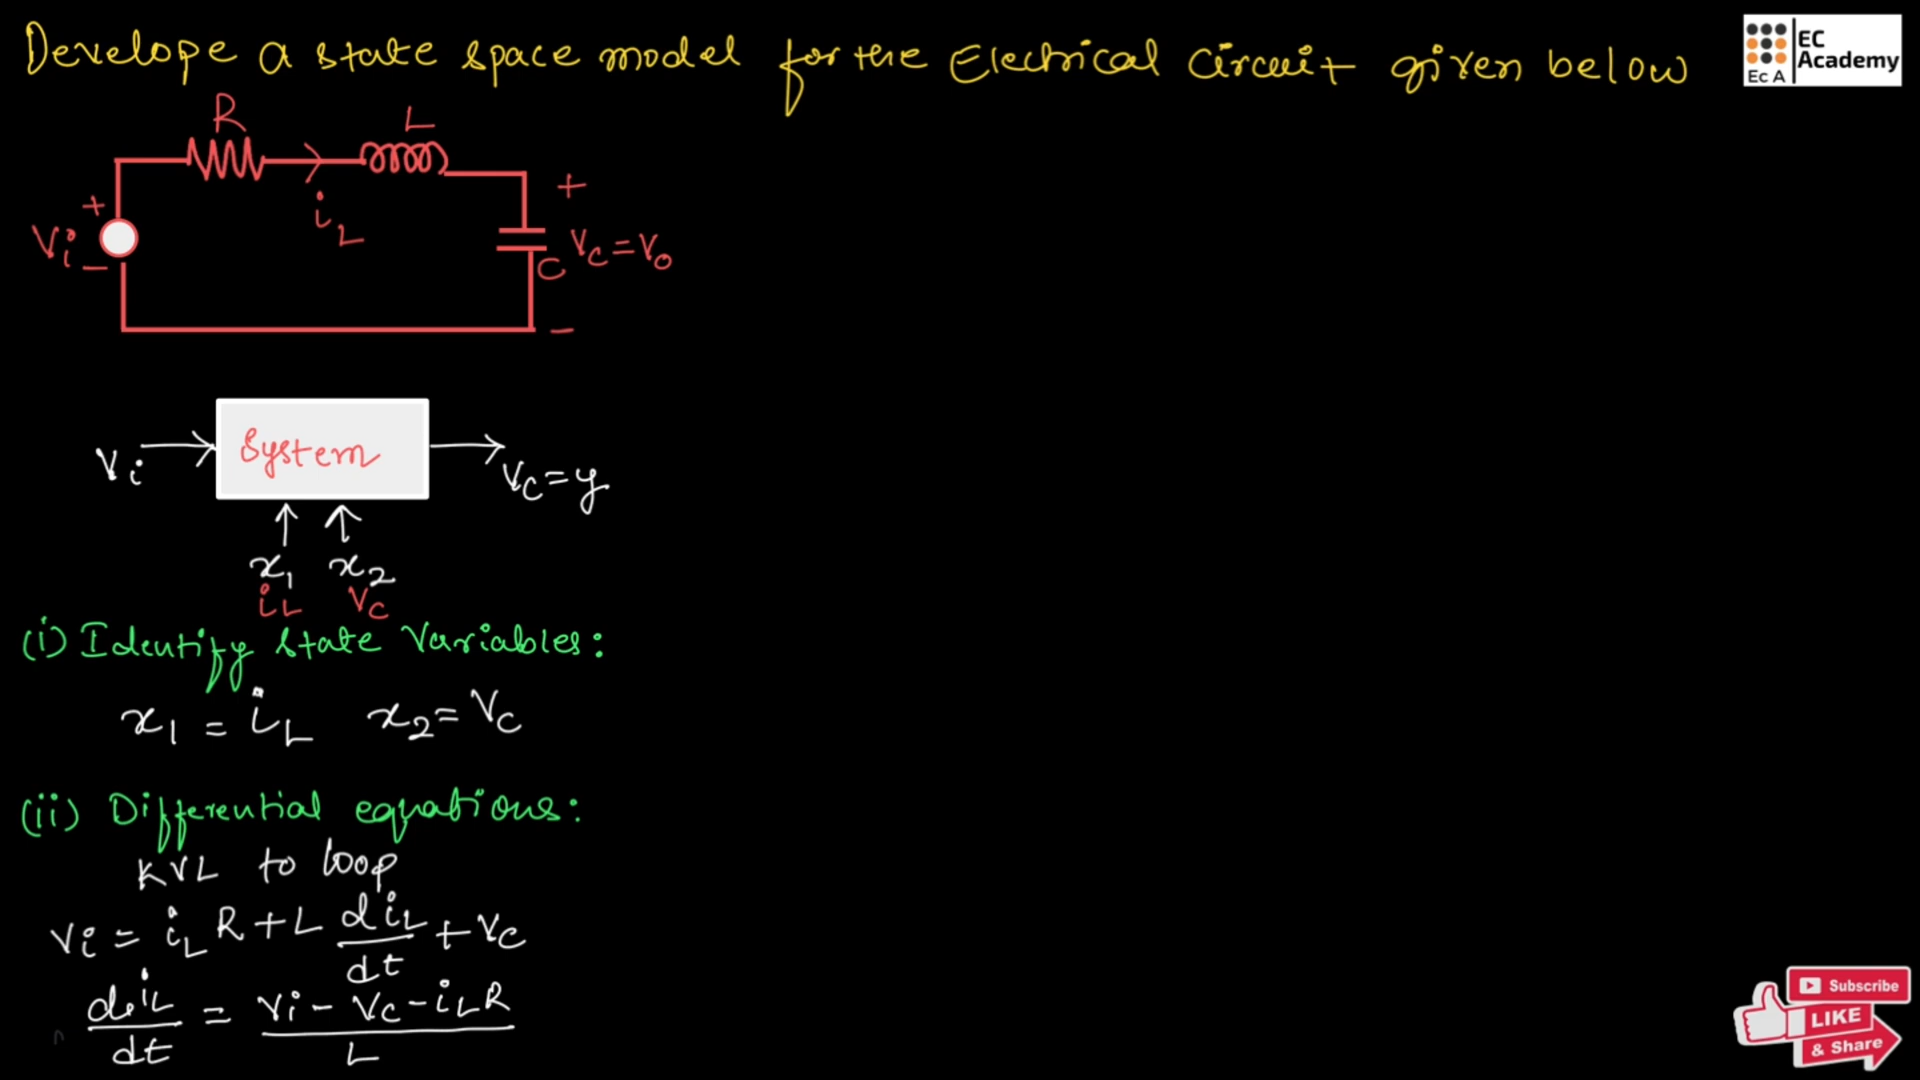 Develope a state space model for the Electrical Circuit given below
EC
Academy
Ec A
R
L
+
Vi
-
iL
+
C
Vc=Vo
-
Vi
System
Vc=y
x1 x2
iL Vc
(i) Identify state variables:
x1 = iL x2= Vc
(ii) Differential equations:
KVL to loop
Vi = iL R + L diL/dt + Vc
diL/dt = Vi - Vc - iLR / L
Subscribe
LIKE
& Share